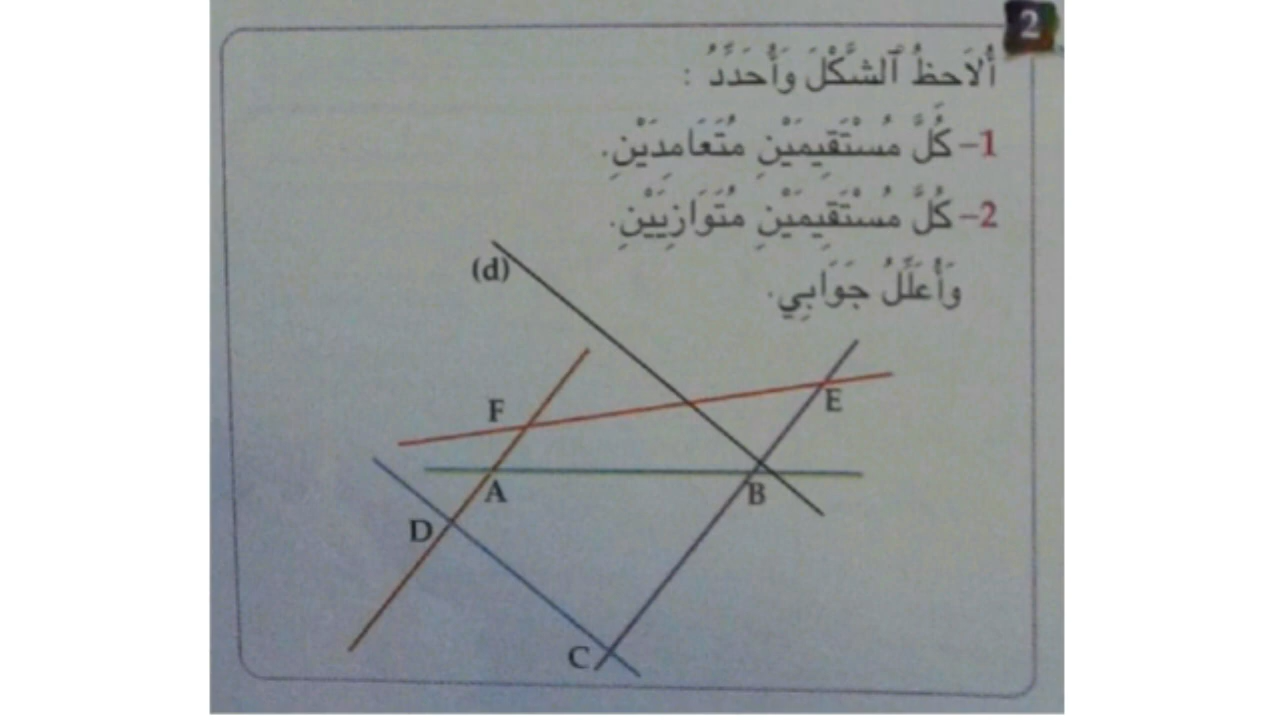 2
أُلَاحِظُ ٱلشَّكْلَ وَأُحَدِّدُ :
1– كُلَّ مُسْتَقِيمَيْنِ مُتَعَامِدَيْنِ.
2– كُلَّ مُسْتَقِيمَيْنِ مُتَوَازِيَيْنِ.
وَأُعَلِّلُ جَوَابِي.
(d)
E
F
A
B
D
C